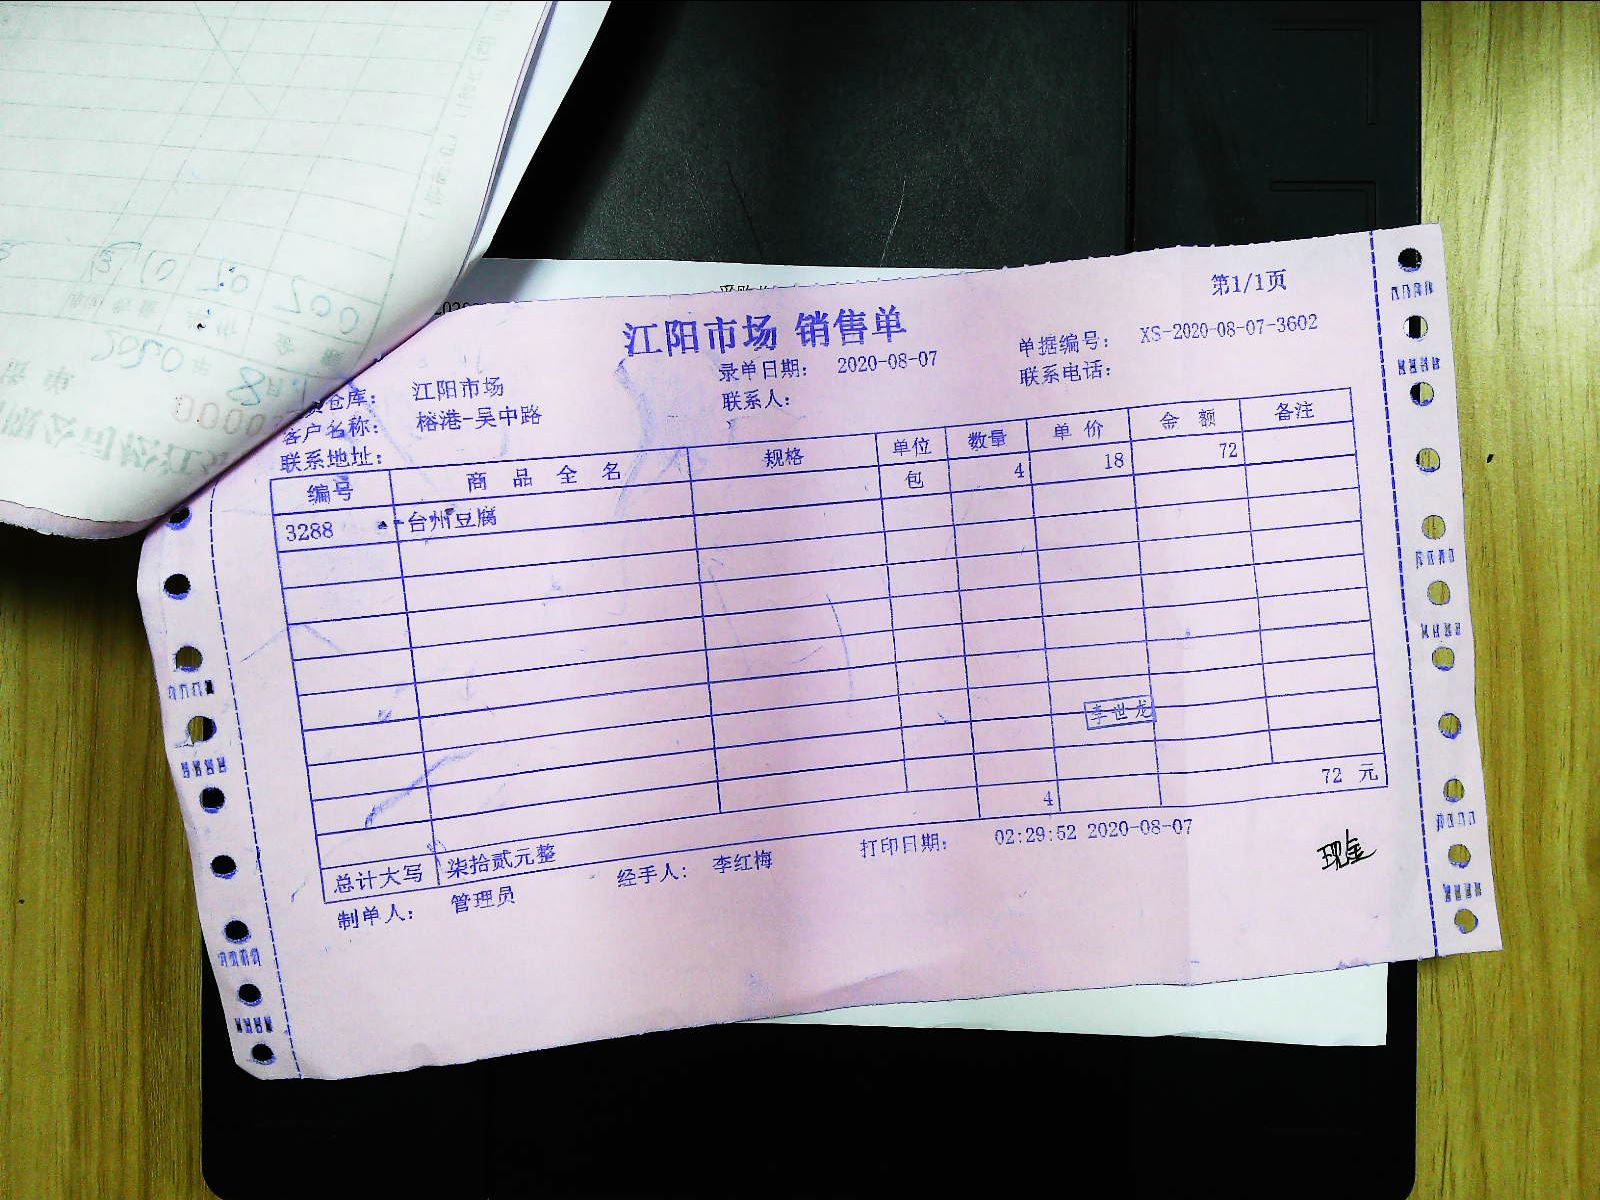 第1/1页
江阳市场 销售单
仓库： 江阳市场 录单日期： 2020-08-07 单据编号： XS-2020-08-07-3602
客户名称： 榕港-吴中路 联系人： 联系电话：
联系地址：
编号 商 品 全 名 规格 单位 数量 单 价 金 额 备注
3288 台州豆腐 包 4 18 72
李世龙
4 72 元
总计大写 柒拾贰元整
制单人： 管理员 经手人： 李红梅 打印日期： 02:29:52 2020-08-07
现金